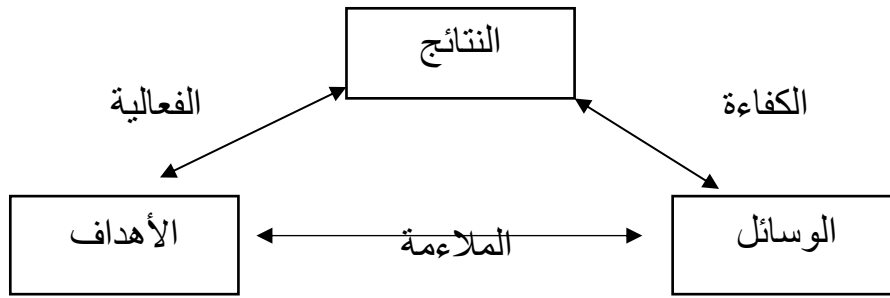 النتائج
الكفاءة
الفعالية
الوسائل
الملاءمة
الأهداف